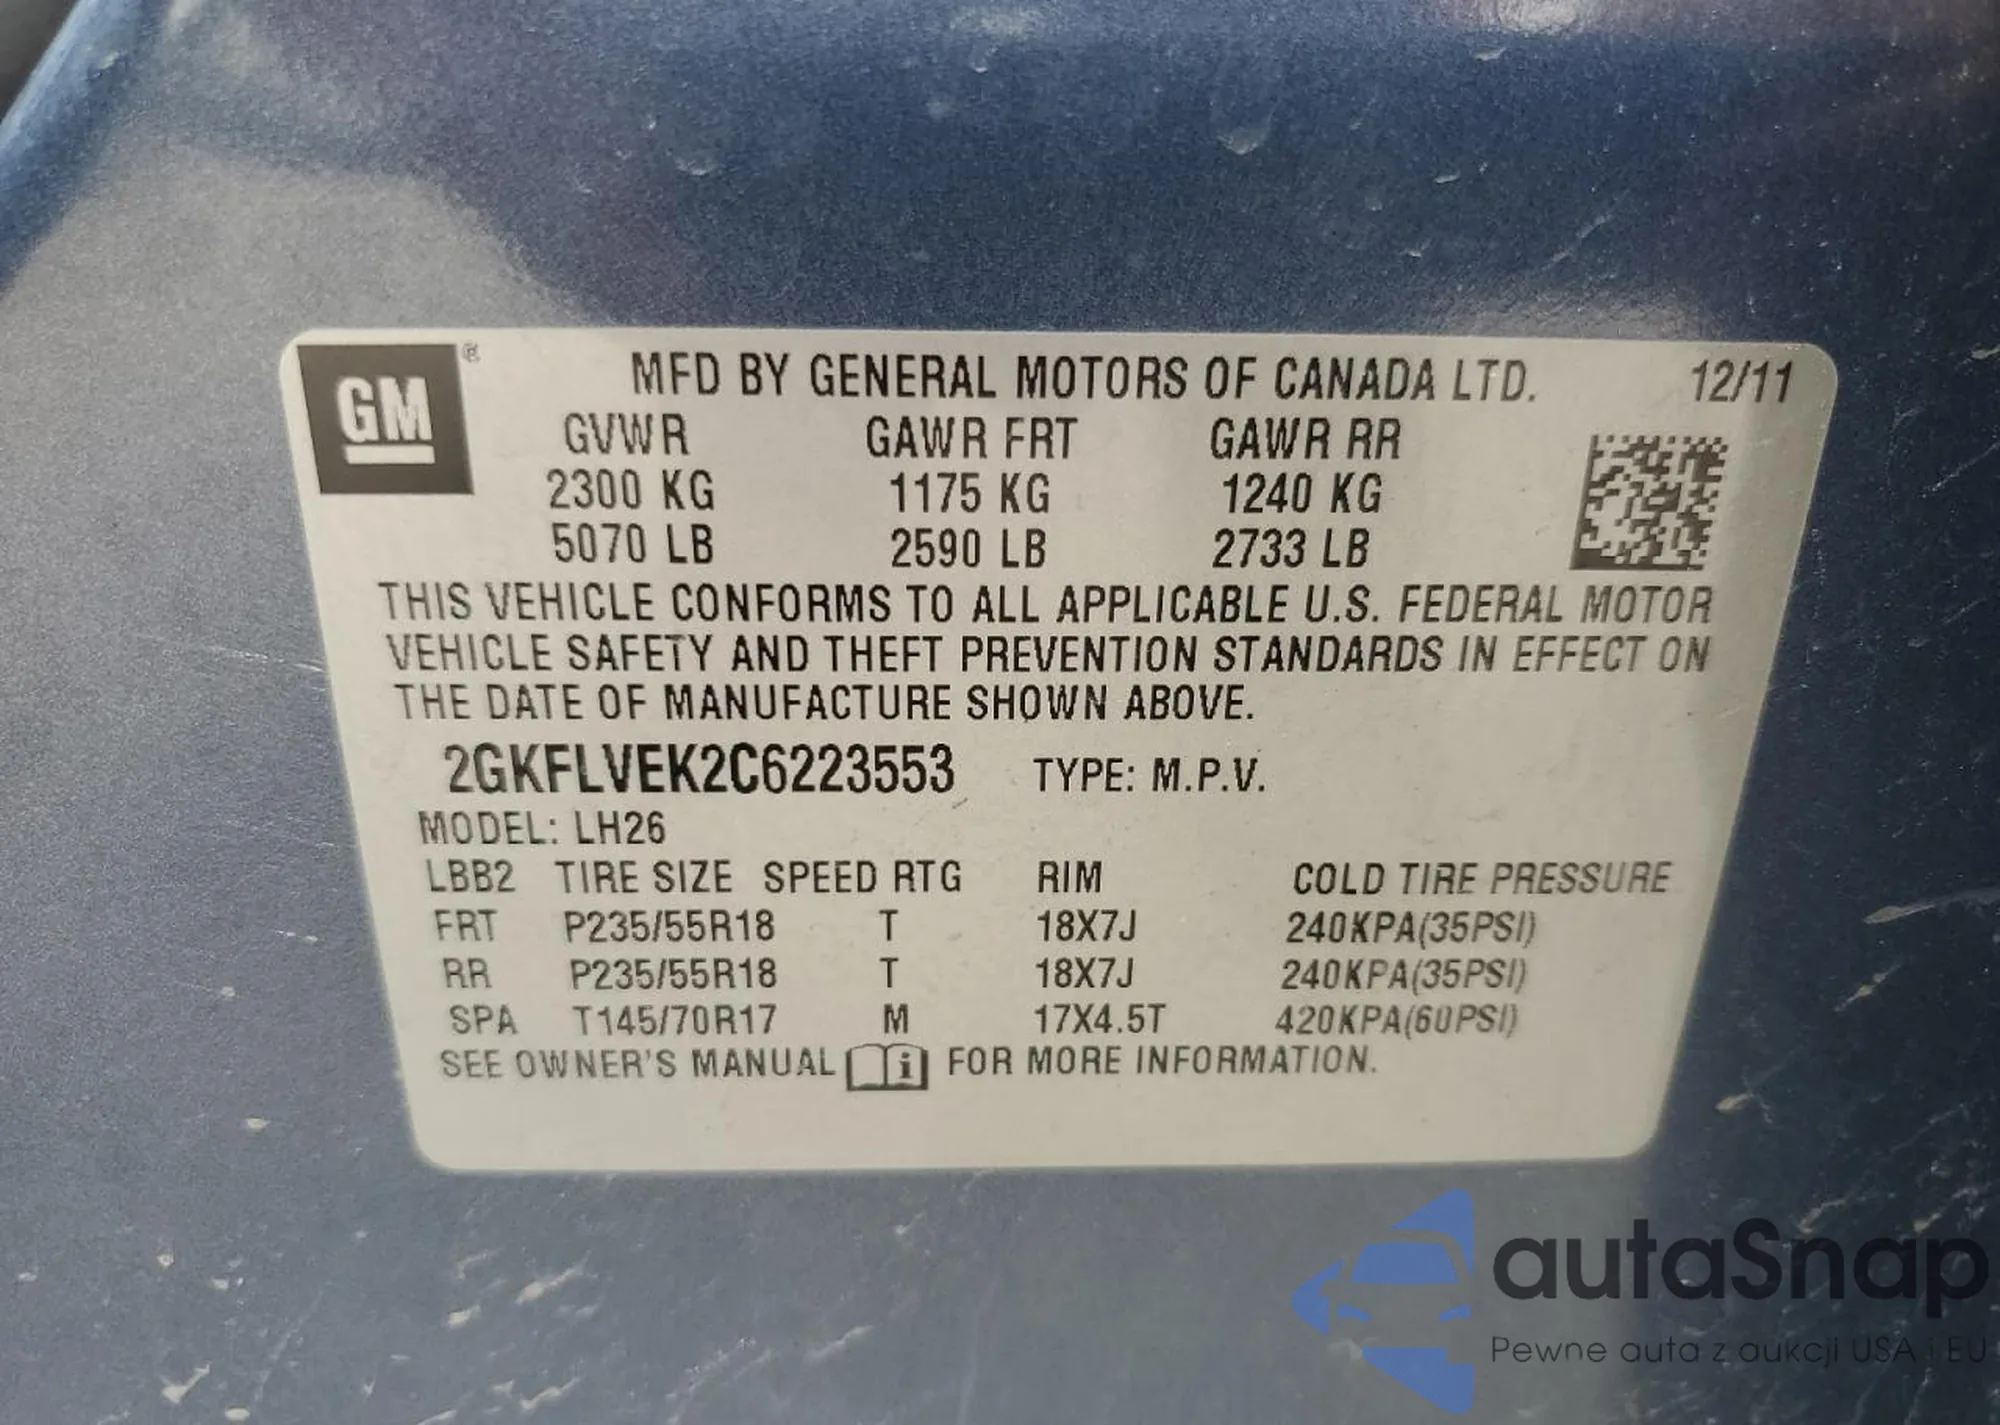 GM ®
MFD BY GENERAL MOTORS OF CANADA LTD. 12/11
GVWR GAWR FRT GAWR RR
2300 KG 1175 KG 1240 KG
5070 LB 2590 LB 2733 LB
THIS VEHICLE CONFORMS TO ALL APPLICABLE U.S. FEDERAL MOTOR
VEHICLE SAFETY AND THEFT PREVENTION STANDARDS IN EFFECT ON
THE DATE OF MANUFACTURE SHOWN ABOVE.
2GKFLVEK2C6223553 TYPE: M.P.V.
MODEL: LH26
LBB2 TIRE SIZE SPEED RTG RIM COLD TIRE PRESSURE
FRT P235/55R18 T 18X7J 240KPA(35PSI)
RR P235/55R18 T 18X7J 240KPA(35PSI)
SPA T145/70R17 M 17X4.5T 420KPA(60PSI)
SEE OWNER'S MANUAL i FOR MORE INFORMATION.
autaSnap
Pewne auta z aukcji USA i EU